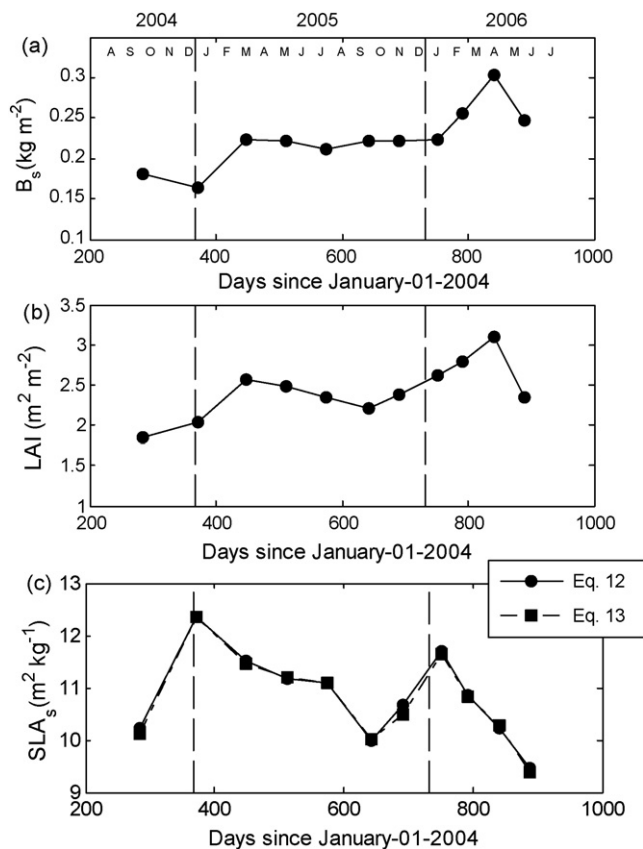 2004 2005 2006
(a)
A S O N D J F M A M J J A S O N D J F M A M J J
0.3
0.25
0.2
0.15
0.1
B_s(kg m-2)
200 400 600 800 1000
Days since January-01-2004
(b)
3.5
3
2.5
2
1.5
1
LAI (m2 m-2)
200 400 600 800 1000
Days since January-01-2004
(c)
13
12
11
10
9
SLA_s(m2 kg-1)
Eq. 12
Eq. 13
200 400 600 800 1000
Days since January-01-2004